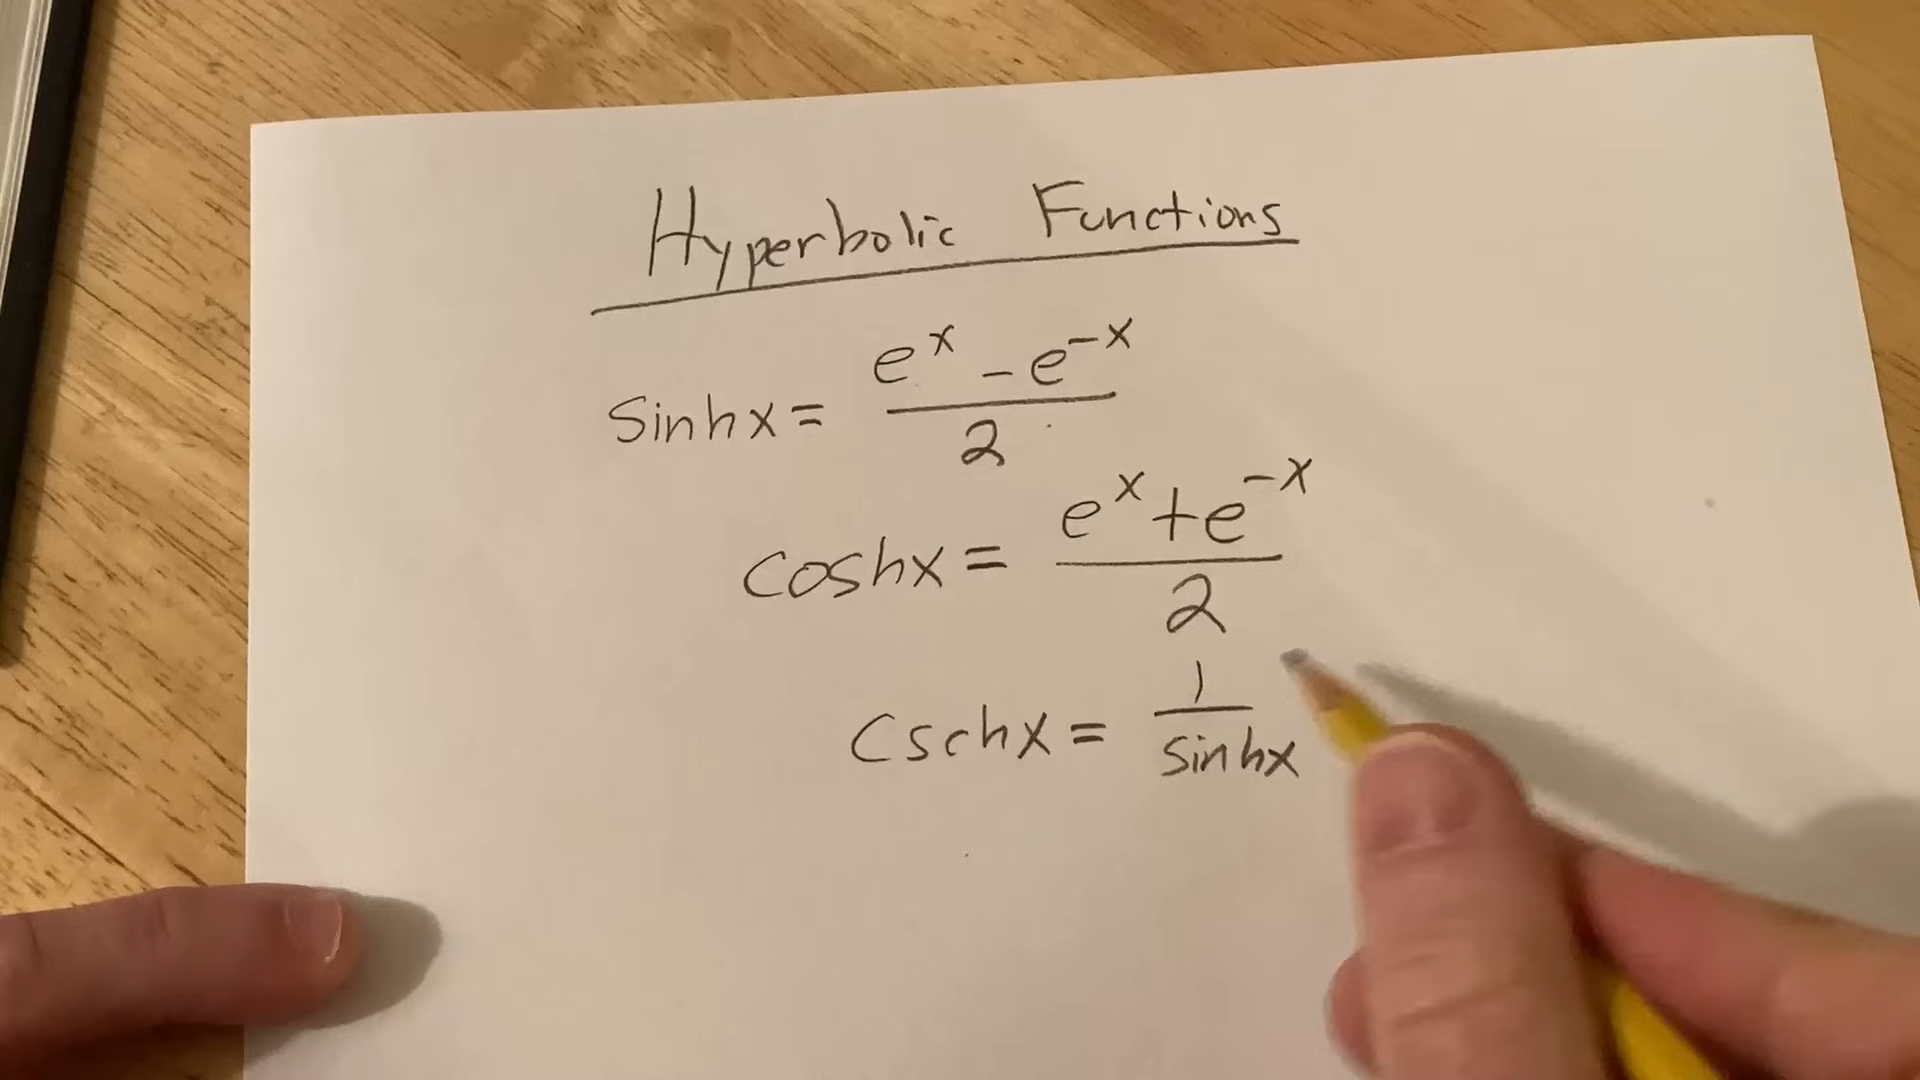 Hyperbolic Functions
sinhx = (e^x - e^-x)/2
coshx = (e^x + e^-x)/2
cschx = 1/sinhx